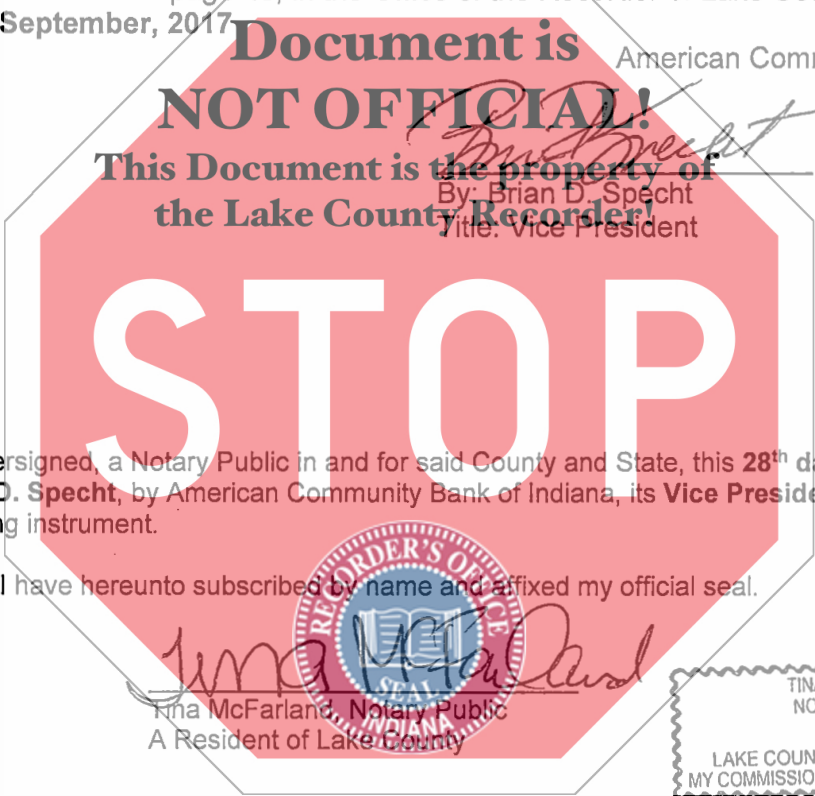 September, 2017
Document is
American Com
NOT OFFICIAL!
This Document is the property of
By: Brian D. Specht
the Lake County Recorder!
Title: Vice President
STOP
ersigned, a Notary Public in and for said County and State, this 28th da
D. Specht, by American Community Bank of Indiana, its Vice Preside
g instrument.
I have hereunto subscribed by name and affixed my official seal.
RECORDER'S OFFICE
Tina McFarland
SEAL
INDIANA
Tina McFarland, Notary Public
A Resident of Lake County
TINA
NO
LAKE COUN
MY COMMISSIO